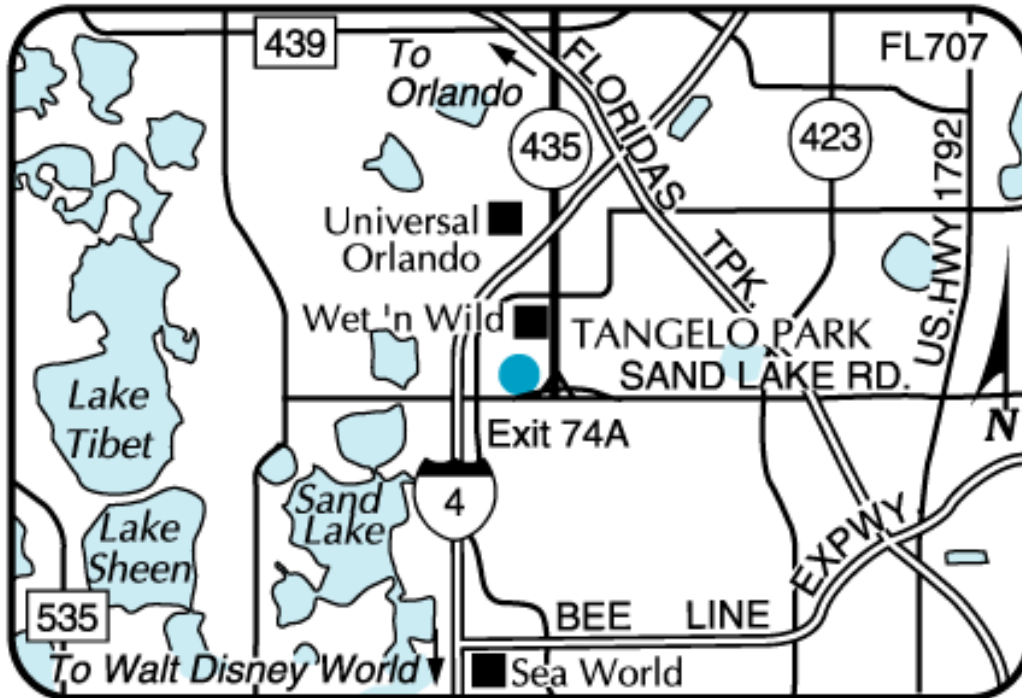 439
To
Orlando
FLORIDAS
TPK.
FL707
435
423
US.HWY 1792
Universal
Orlando
Wet 'n Wild
TANGELO PARK
SAND LAKE RD.
Lake
Tibet
Exit 74A
N
Sand
Lake
4
Lake
Sheen
EXPWY
535
BEE LINE
To Walt Disney World
Sea World